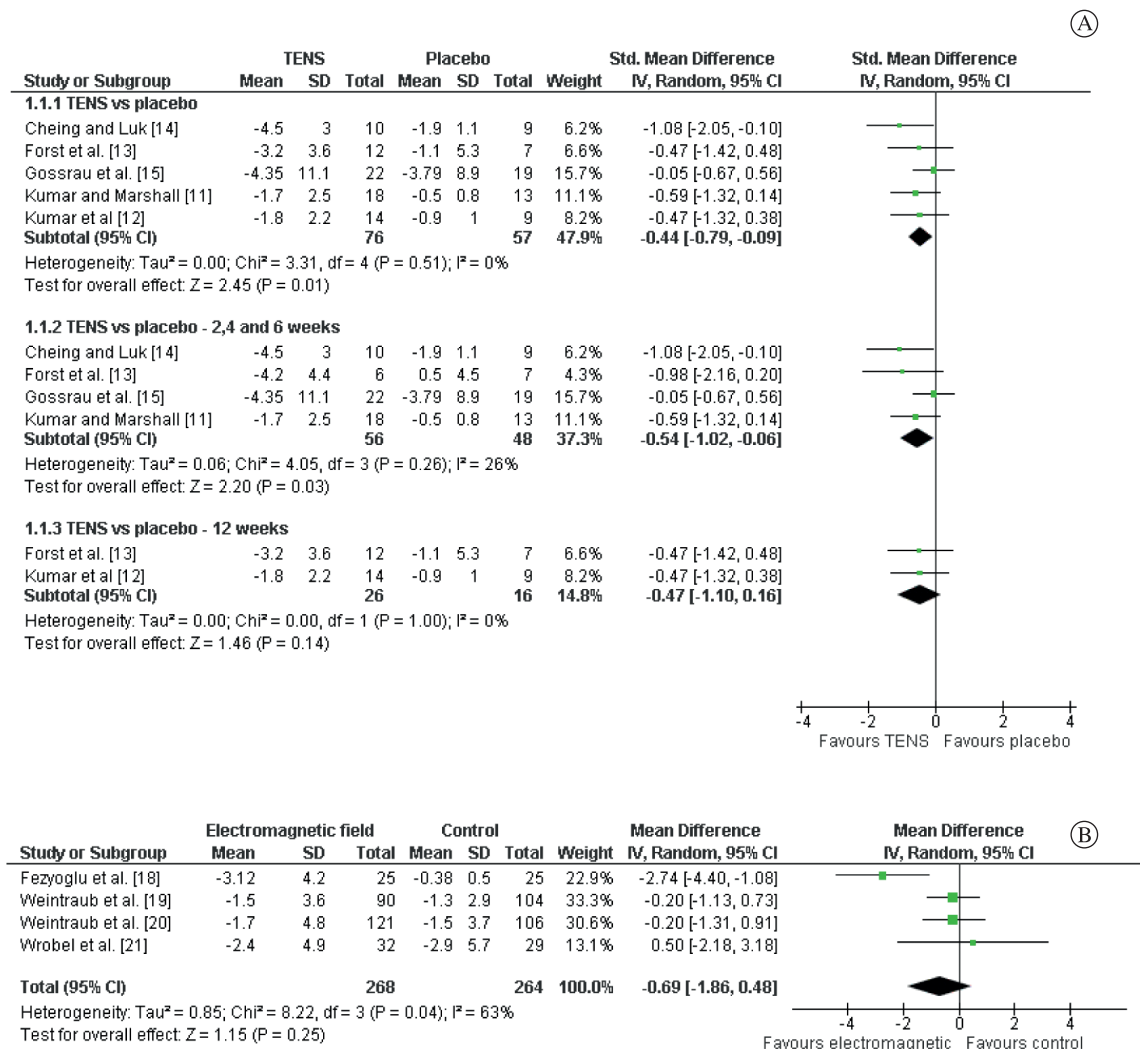 A
TENS Placebo Std. Mean Difference Std. Mean Difference
Study or Subgroup Mean SD Total Mean SD Total Weight IV, Random, 95% CI IV, Random, 95% CI
1.1.1 TENS vs placebo
Cheing and Luk [14] -4.5 3 10 -1.9 1.1 9 6.2% -1.08 [-2.05, -0.10]
Forst et al. [13] -3.2 3.6 12 -1.1 5.3 7 6.6% -0.47 [-1.42, 0.48]
Gossrau et al. [15] -4.35 11.1 22 -3.79 8.9 19 15.7% -0.05 [-0.67, 0.56]
Kumar and Marshall [11] -1.7 2.5 18 -0.5 0.8 13 11.1% -0.59 [-1.32, 0.14]
Kumar et al [12] -1.8 2.2 14 -0.9 1 9 8.2% -0.47 [-1.32, 0.38]
Subtotal (95% CI) 76 57 47.9% -0.44 [-0.79, -0.09]
Heterogeneity: Tau² = 0.00; Chi² = 3.31, df = 4 (P = 0.51); I² = 0%
Test for overall effect: Z = 2.45 (P = 0.01)
1.1.2 TENS vs placebo - 2,4 and 6 weeks
Cheing and Luk [14] -4.5 3 10 -1.9 1.1 9 6.2% -1.08 [-2.05, -0.10]
Forst et al. [13] -4.2 4.4 6 0.5 4.5 7 4.3% -0.98 [-2.16, 0.20]
Gossrau et al. [15] -4.35 11.1 22 -3.79 8.9 19 15.7% -0.05 [-0.67, 0.56]
Kumar and Marshall [11] -1.7 2.5 18 -0.5 0.8 13 11.1% -0.59 [-1.32, 0.14]
Subtotal (95% CI) 56 48 37.3% -0.54 [-1.02, -0.06]
Heterogeneity: Tau² = 0.06; Chi² = 4.05, df = 3 (P = 0.26); I² = 26%
Test for overall effect: Z = 2.20 (P = 0.03)
1.1.3 TENS vs placebo - 12 weeks
Forst et al. [13] -3.2 3.6 12 -1.1 5.3 7 6.6% -0.47 [-1.42, 0.48]
Kumar et al [12] -1.8 2.2 14 -0.9 1 9 8.2% -0.47 [-1.32, 0.38]
Subtotal (95% CI) 26 16 14.8% -0.47 [-1.10, 0.16]
Heterogeneity: Tau² = 0.00; Chi² = 0.00, df = 1 (P = 1.00); I² = 0%
Test for overall effect: Z = 1.46 (P = 0.14)
-4 -2 0 2 4
Favours TENS Favours placebo
B
Electromagnetic field Control Mean Difference Mean Difference
Study or Subgroup Mean SD Total Mean SD Total Weight IV, Random, 95% CI IV, Random, 95% CI
Fezyoglu et al. [18] -3.12 4.2 25 -0.38 0.5 25 22.9% -2.74 [-4.40, -1.08]
Weintraub et al. [19] -1.5 3.6 90 -1.3 2.9 104 33.3% -0.20 [-1.13, 0.73]
Weintraub et al. [20] -1.7 4.8 121 -1.5 3.7 106 30.6% -0.20 [-1.31, 0.91]
Wrobel et al. [21] -2.4 4.9 32 -2.9 5.7 29 13.1% 0.50 [-2.18, 3.18]
Total (95% CI) 268 264 100.0% -0.69 [-1.86, 0.48]
Heterogeneity: Tau² = 0.85; Chi² = 8.22, df = 3 (P = 0.04); I² = 63%
Test for overall effect: Z = 1.15 (P = 0.25)
-4 -2 0 2 4
Favours electromagnetic Favours control